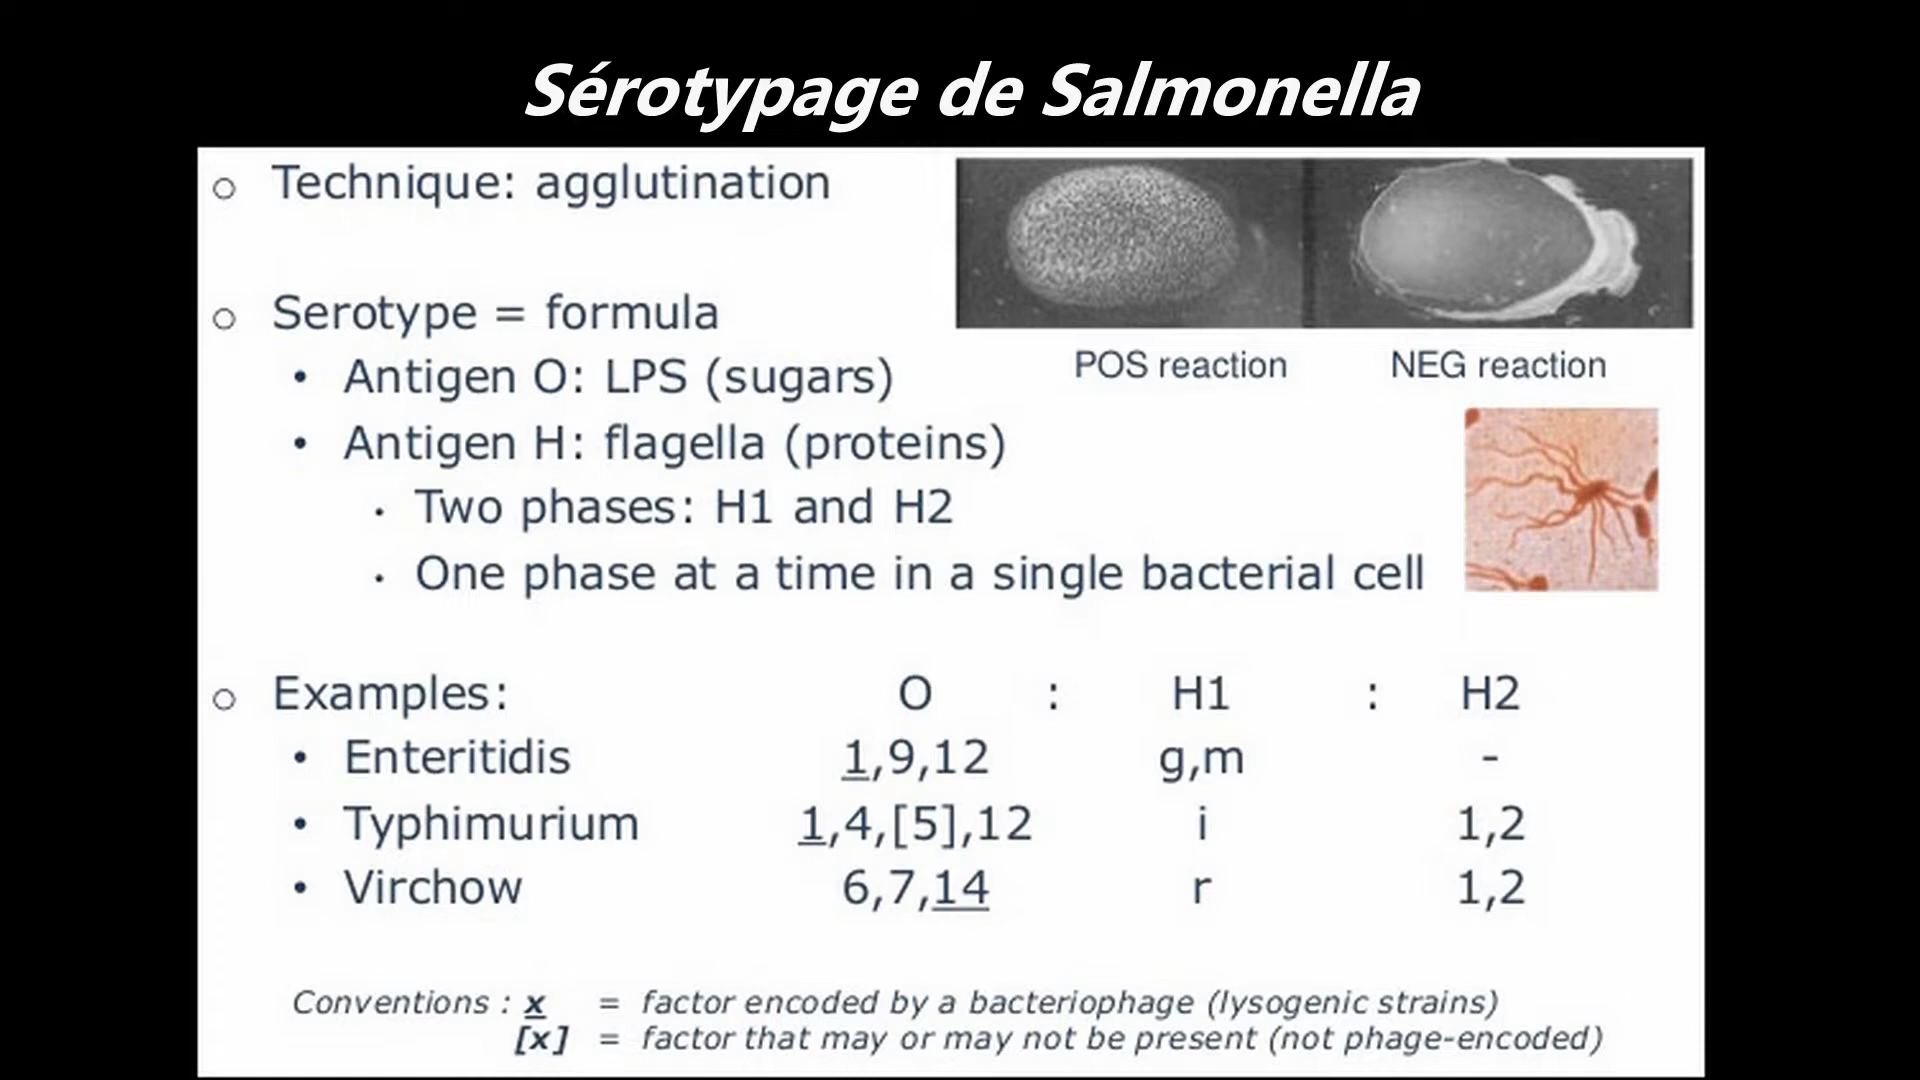 Sérotypage de Salmonella
o Technique: agglutination
o Serotype = formula
• Antigen O: LPS (sugars)
• Antigen H: flagella (proteins)
· Two phases: H1 and H2
· One phase at a time in a single bacterial cell
POS reaction NEG reaction
o Examples: O : H1 : H2
• Enteritidis 1,9,12 g,m -
• Typhimurium 1,4,[5],12 i 1,2
• Virchow 6,7,14 r 1,2
Conventions : x = factor encoded by a bacteriophage (lysogenic strains)
[x] = factor that may or may not be present (not phage-encoded)